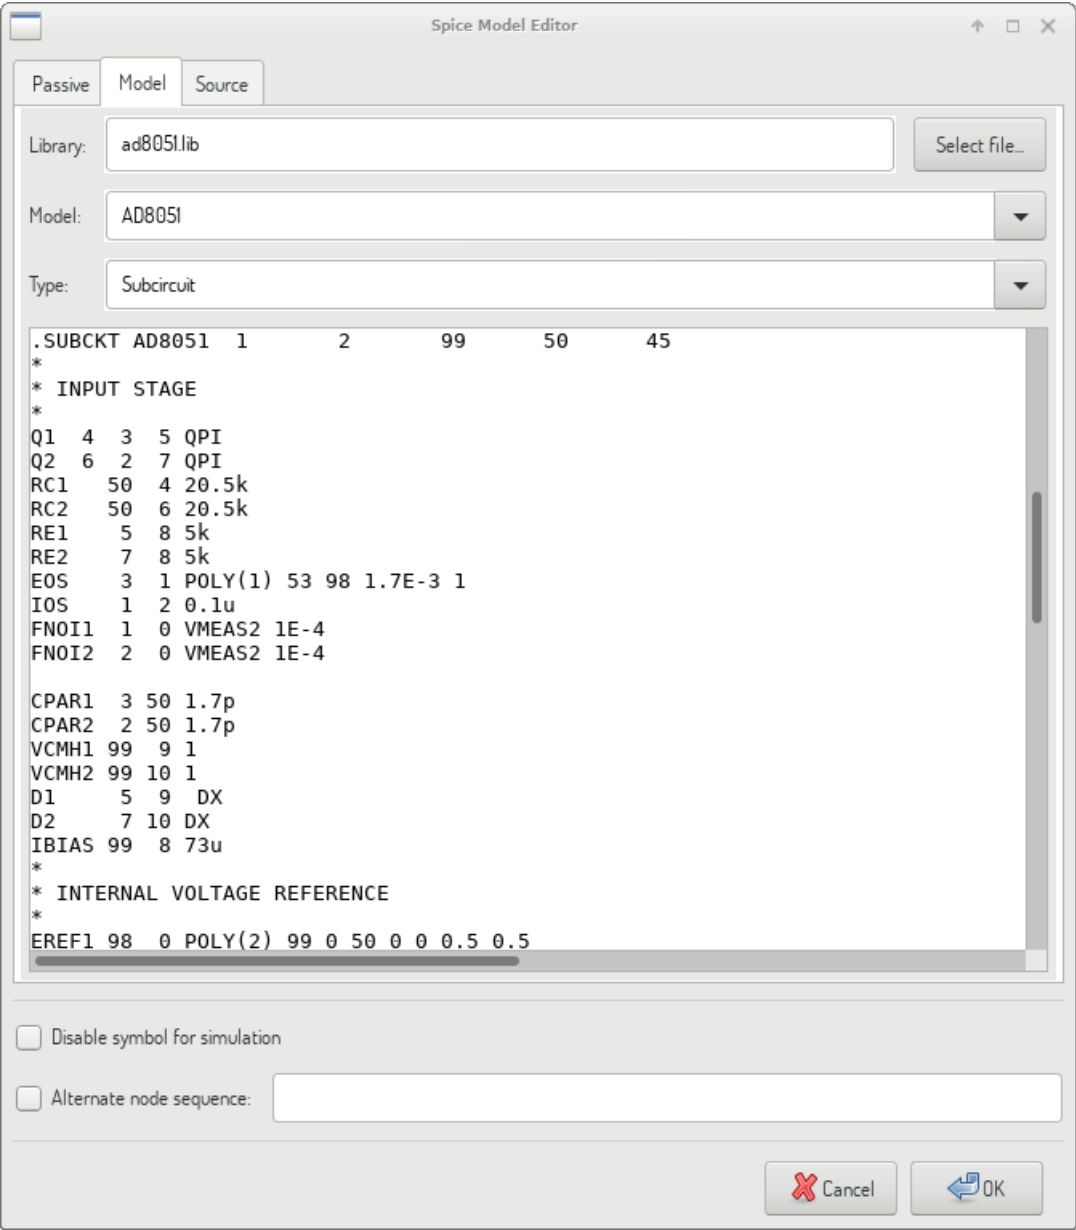 Spice Model Editor
Passive Model Source
Library: ad8051.lib Select file...
Model: AD8051
Type: Subcircuit
.SUBCKT AD8051 1 2 99 50 45
*
* INPUT STAGE
*
Q1 4 3 5 QPI
Q2 6 2 7 QPI
RC1 50 4 20.5k
RC2 50 6 20.5k
RE1 5 8 5k
RE2 7 8 5k
EOS 3 1 POLY(1) 53 98 1.7E-3 1
IOS 1 2 0.1u
FNOI1 1 0 VMEAS2 1E-4
FNOI2 2 0 VMEAS2 1E-4
CPAR1 3 50 1.7p
CPAR2 2 50 1.7p
VCMH1 99 9 1
VCMH2 99 10 1
D1 5 9 DX
D2 7 10 DX
IBIAS 99 8 73u
*
* INTERNAL VOLTAGE REFERENCE
*
EREF1 98 0 POLY(2) 99 0 50 0 0 0.5 0.5
Disable symbol for simulation
Alternate node sequence:
Cancel OK